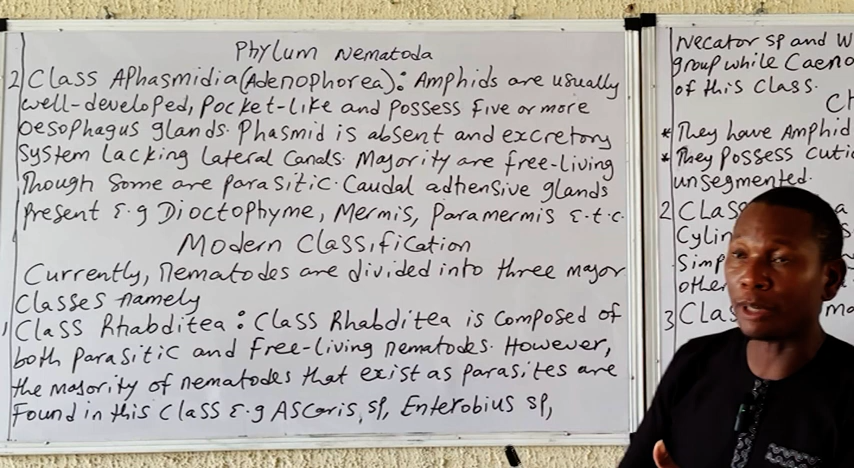 Phylum Nematoda
2 Class Aphasmidia (Adenophorea): Amphids are usually
well-developed, pocket-like and possess five or more
oesophagus glands. Phasmid is absent and excretory
system lacking lateral canals. Majority are free-living
Though some are parasitic. Caudal adhensive glands
present E.g Dioctophyme, Mermis, Paramermis E.t.c.
Modern Classification
Currently, nematodes are divided into three major
classes namely
1, Class Rhabditea: Class Rhabditea is composed of
both parasitic and free-living nematodes. However,
the majority of nematodes that exist as parasites are
found in this class E.g Ascaris, sp, Enterobius sp,
Necator sp and W
group while Caeno
of this class.
Ch
* They have Amphid
* They possess cuti
unsegmented.
2 Class
Cylin
Simp
other
3 Clas